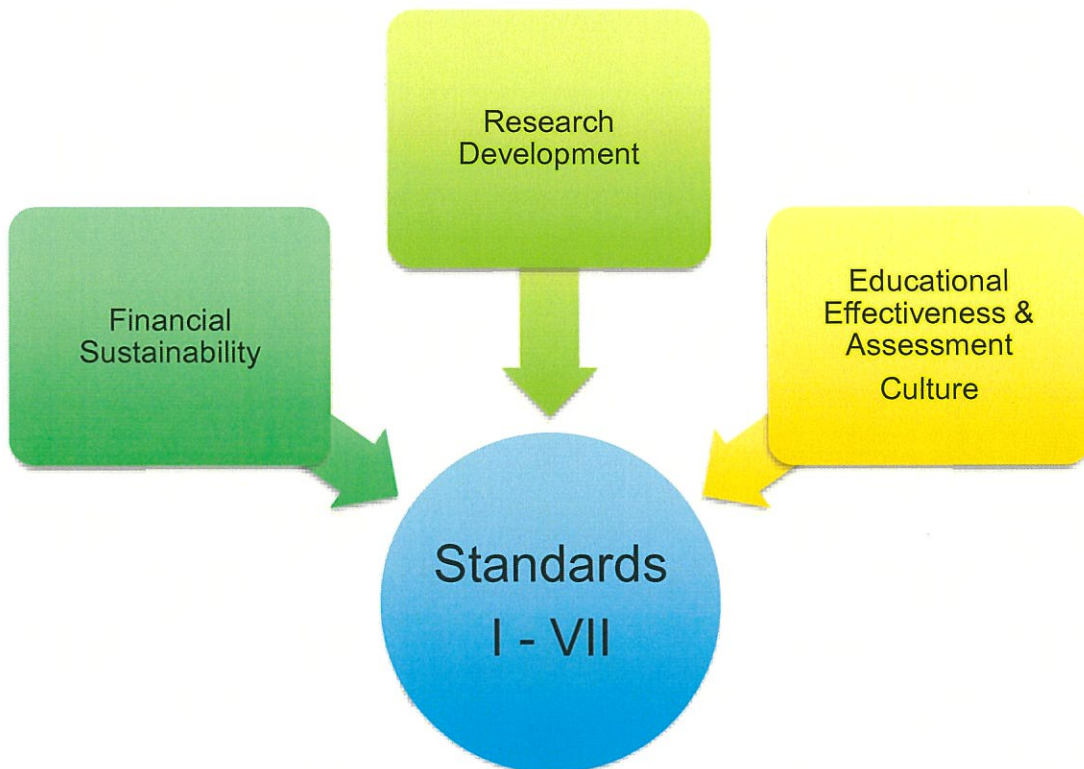 Research
Development
Financial
Sustainability
Educational
Effectiveness &
Assessment
Culture
Standards
I - VII